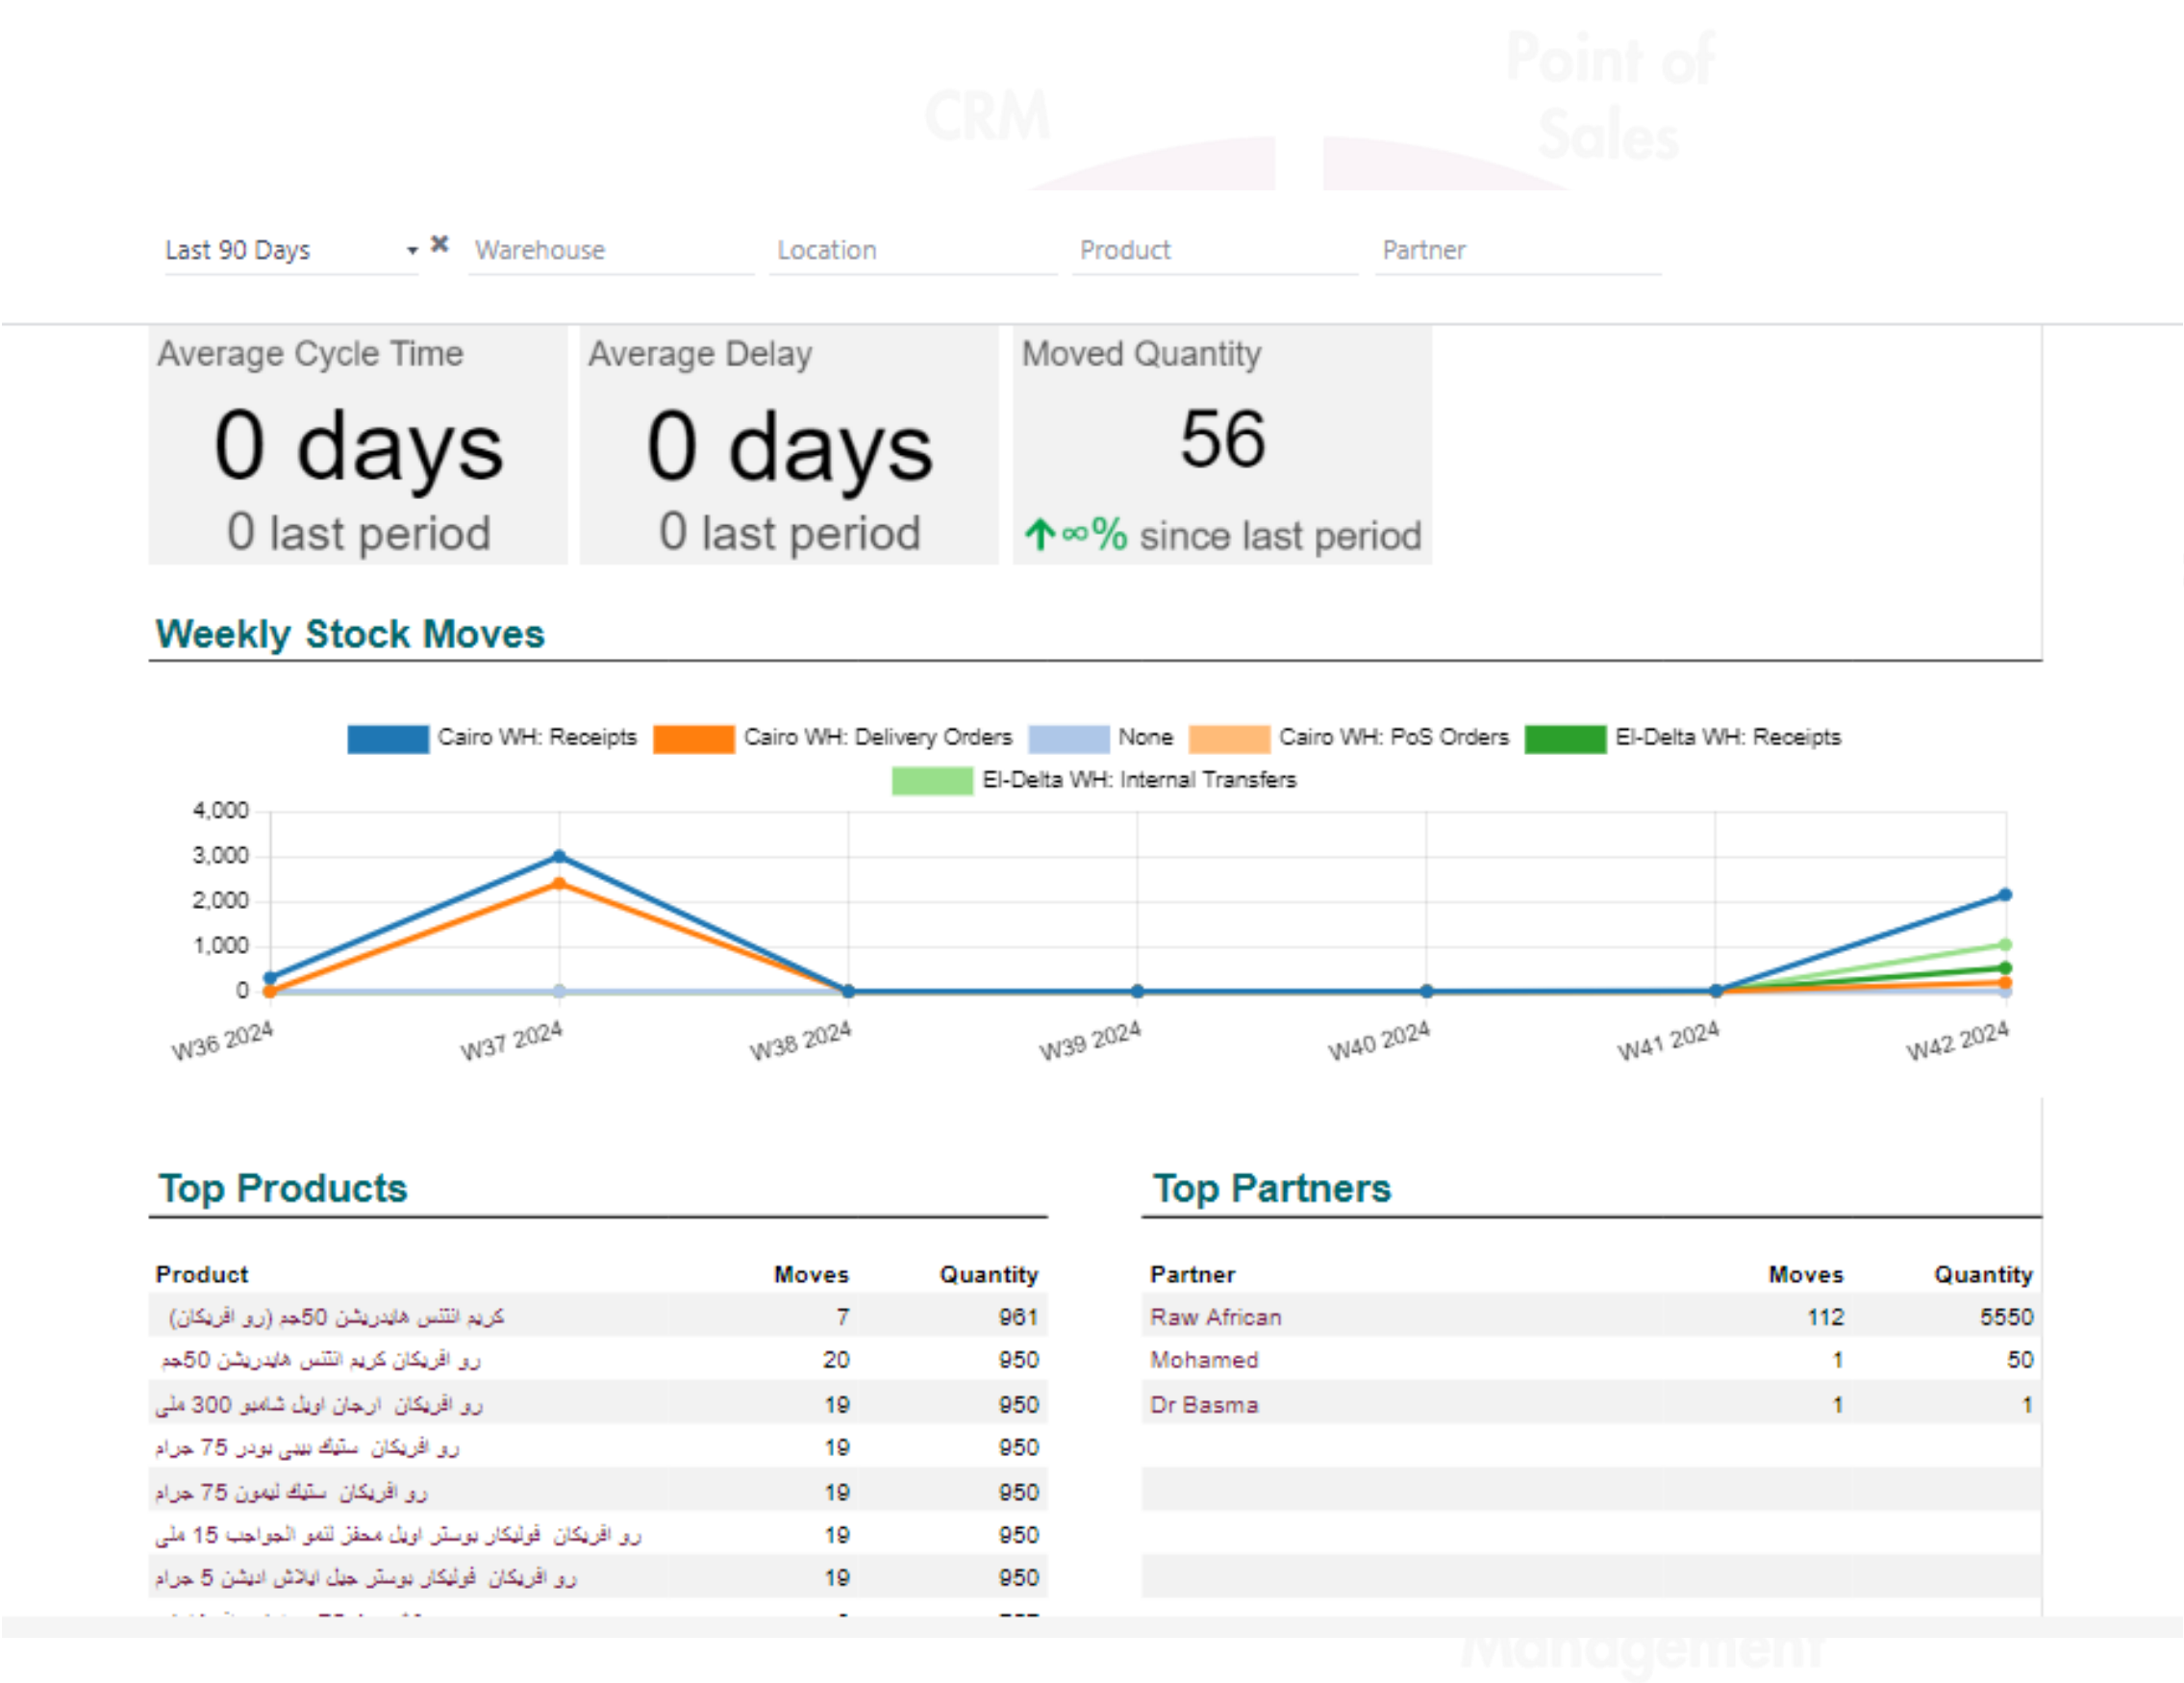 Point of
CRM
Sales
Last 90 Days Warehouse Location Product Partner
Average Cycle Time Average Delay Moved Quantity
0 days 0 days 56
0 last period 0 last period ↑∞% since last period
Weekly Stock Moves
Cairo WH: Receipts Cairo WH: Delivery Orders None Cairo WH: PoS Orders El-Delta WH: Receipts
El-Delta WH: Internal Transfers
4,000
3,000
2,000
1,000
0
W36 2024 W37 2024 W38 2024 W39 2024 W40 2024 W41 2024 W42 2024
Top Products Top Partners
Product Moves Quantity Partner Moves Quantity
كريم انتنس هايدريشن 50جم (رو افريكان) 7 961 Raw African 112 5550
رو افريكان كريم انتنس هايدريشن 50جم 20 950 Mohamed 1 50
رو افريكان ارجان اويل شامبو 300 ملى 19 950 Dr Basma 1 1
رو افريكان ستيك بيبى بودر 75 جرام 19 950
رو افريكان ستيك ليمون 75 جرام 19 950
رو افريكان فوليكار بوستر اويل محفز لنمو الحواجب 15 ملى 19 950
رو افريكان فوليكار بوستر جيل ايلاش اديشن 5 جرام 19 950
Management